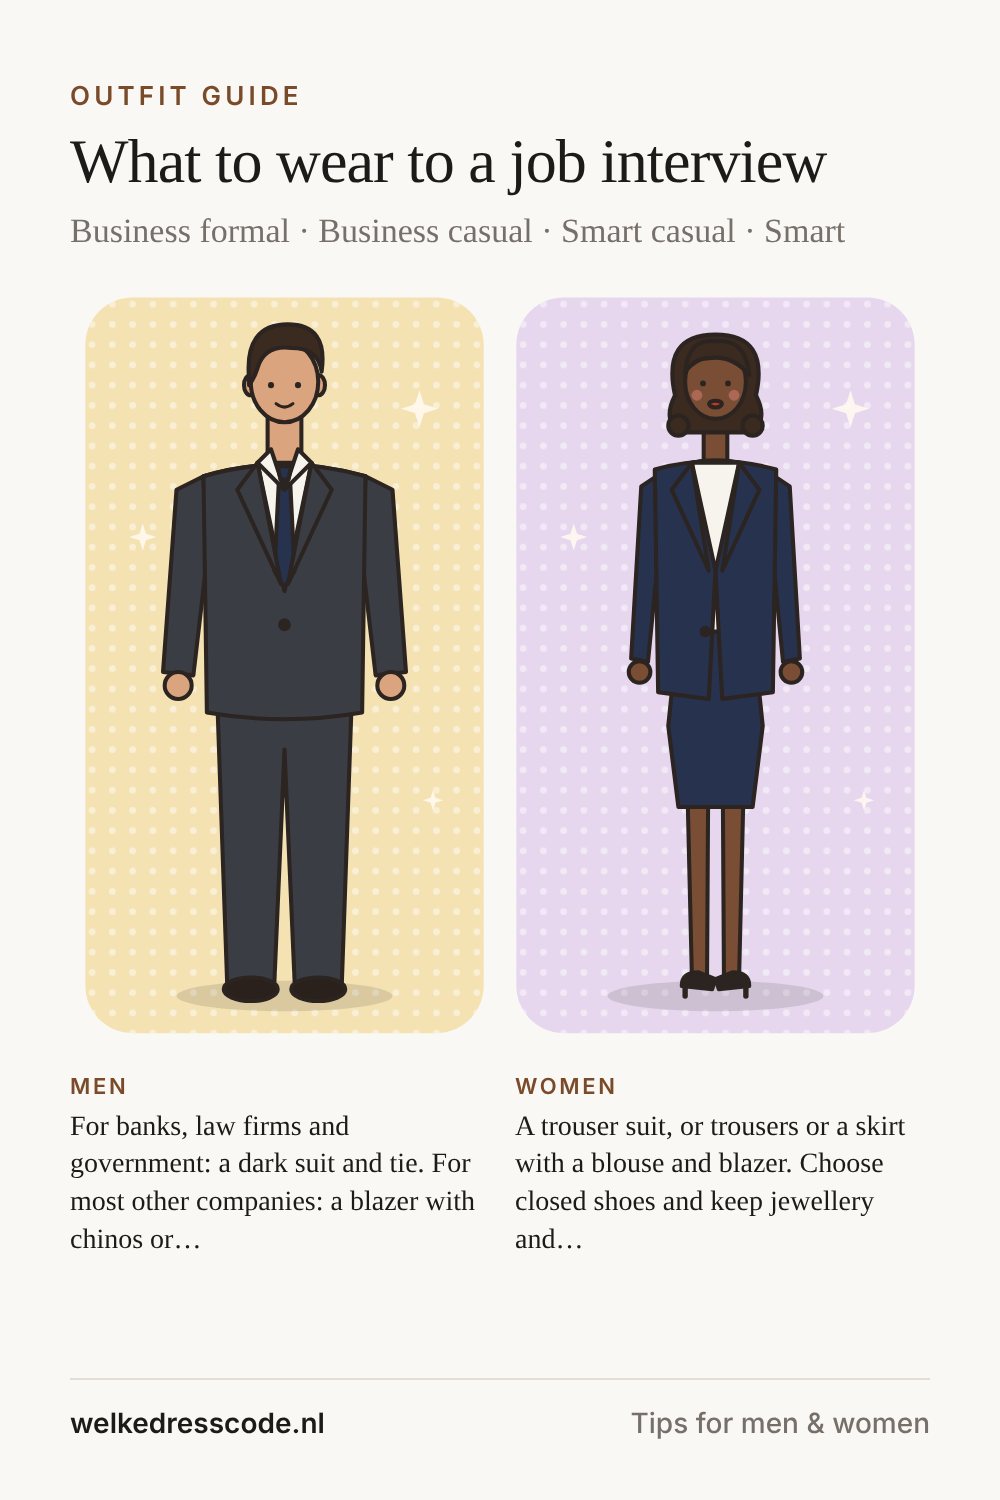 OUTFIT GUIDE
What to wear to a job interview
Business formal · Business casual · Smart casual · Smart
MEN
For banks, law firms and
government: a dark suit and tie. For
most other companies: a blazer with
chinos or…
WOMEN
A trouser suit, or trousers or a skirt
with a blouse and blazer. Choose
closed shoes and keep jewellery
and…
welkedresscode.nl
Tips for men & women